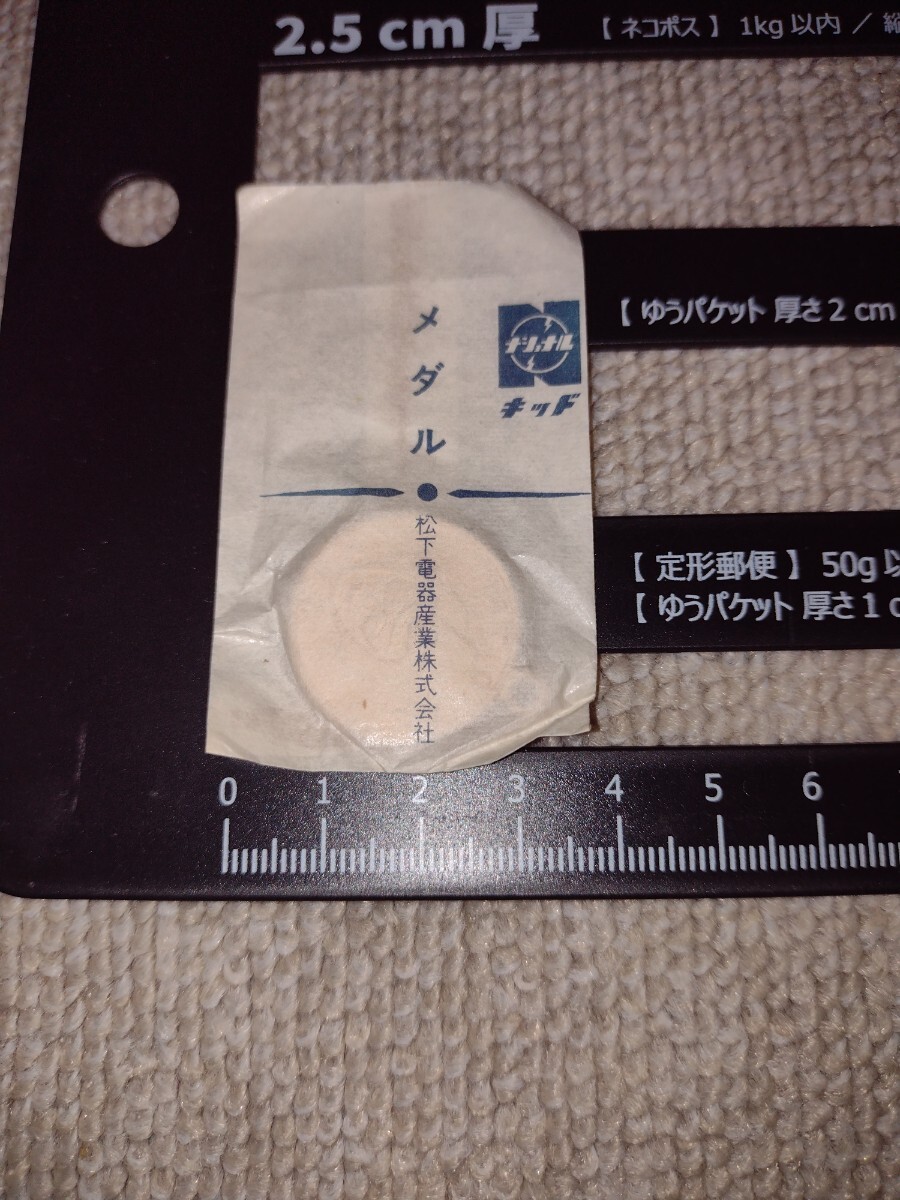 2.5 cm 厚
【 ネコポス 】 1kg 以内 ／ 縦
【 ゆうパケット 厚さ 2 cm
【 定形郵便 】 50g 以
【 ゆうパケット 厚さ 1 c
メダル
ナショナル
キッド
松下電器産業株式会社
0 1 2 3 4 5 6